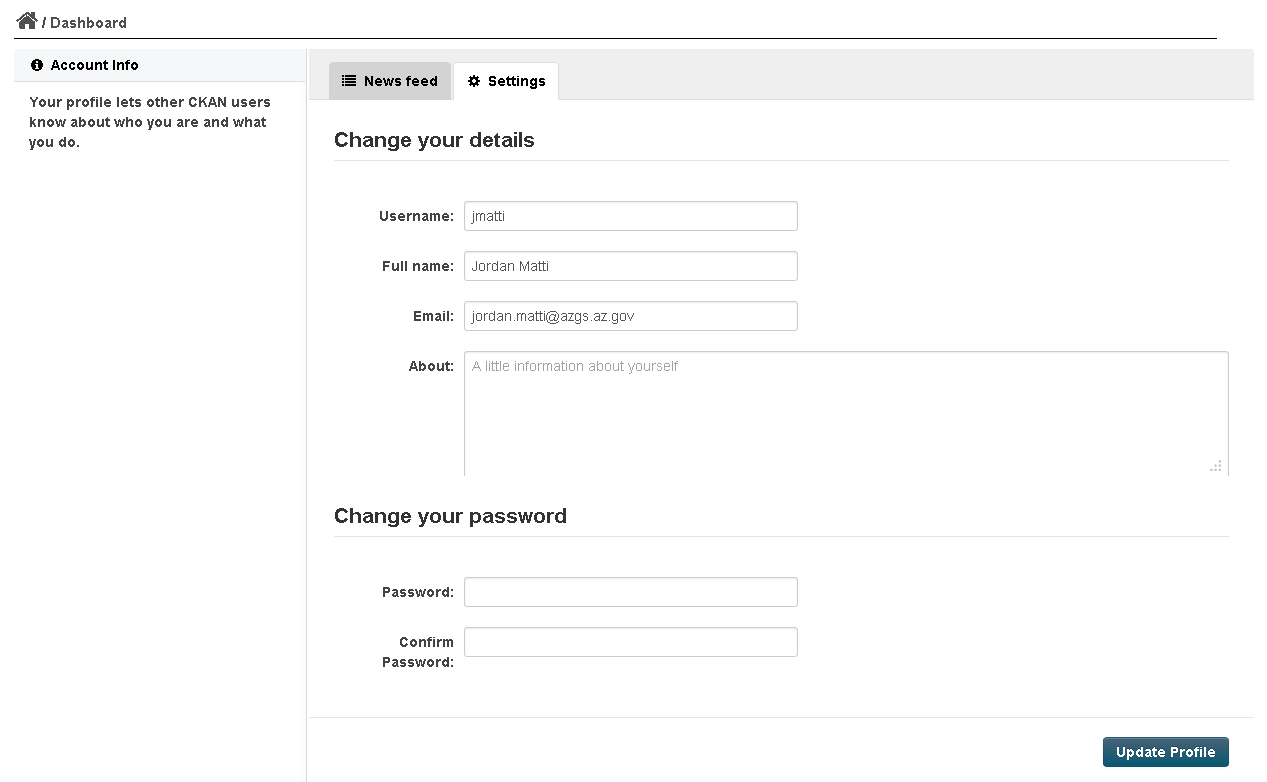 / Dashboard
Account Info
Your profile lets other CKAN users
know about who you are and what
you do.
News feed
Settings
Change your details
Username: jmatti
Full name: Jordan Matti
Email: jordan.matti@azgs.az.gov
About: A little information about yourself
Change your password
Password:
Confirm
Password:
Update Profile